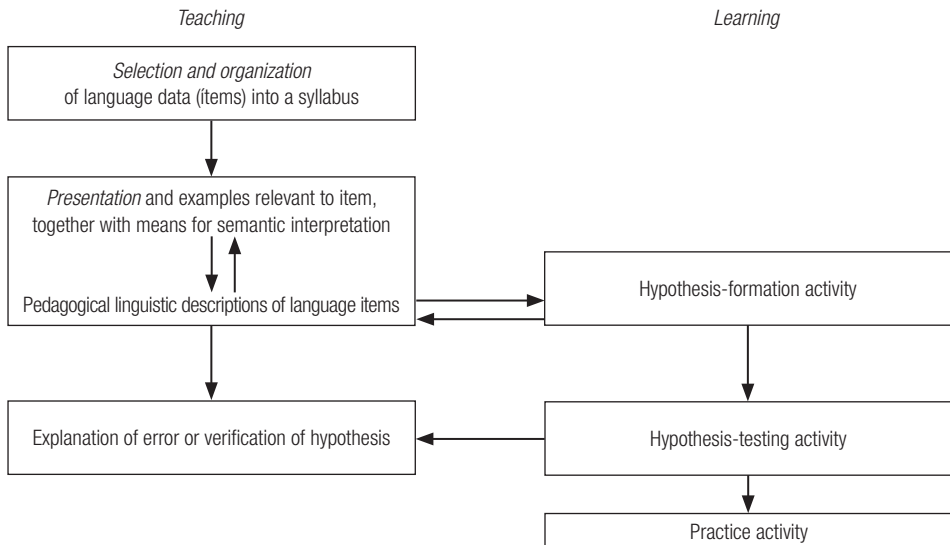 Teaching
Learning
Selection and organization
of language data (ítems) into a syllabus
Presentation and examples relevant to item,
together with means for semantic interpretation
Pedagogical linguistic descriptions of language items
Hypothesis-formation activity
Explanation of error or verification of hypothesis
Hypothesis-testing activity
Practice activity